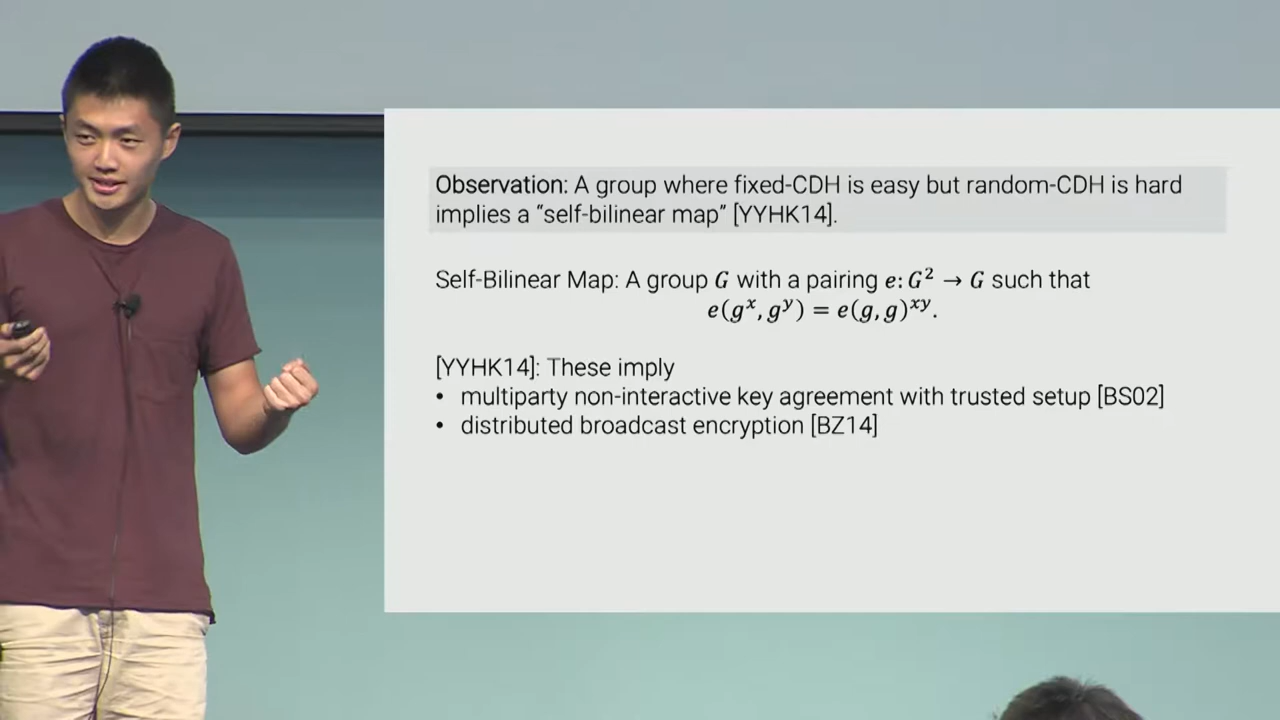 Observation: A group where fixed-CDH is easy but random-CDH is hard
implies a “self-bilinear map” [YYHK14].
Self-Bilinear Map: A group G with a pairing e: G² → G such that
e(gˣ, gʸ) = e(g, g)ˣʸ.
[YYHK14]: These imply
• multiparty non-interactive key agreement with trusted setup [BS02]
• distributed broadcast encryption [BZ14]